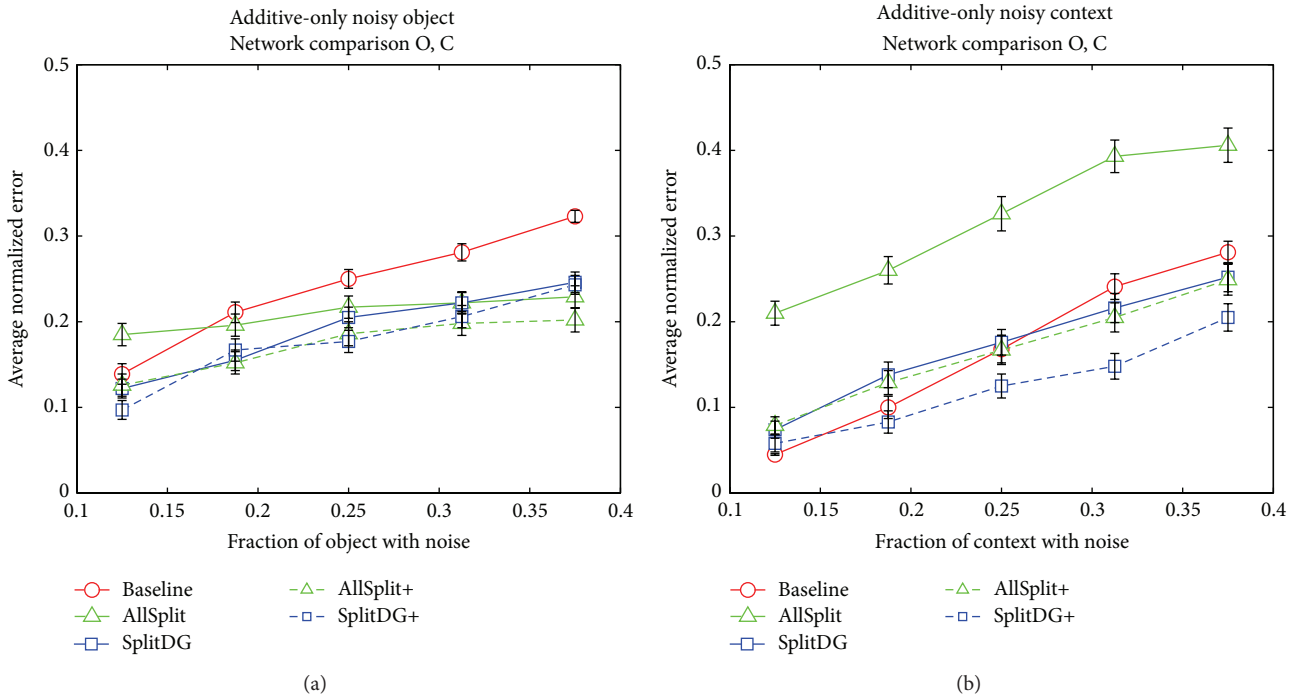 Additive-only noisy object
Network comparison O, C
0.5
0.4
0.3
0.2
0.1
0
Average normalized error
0.1
0.15
0.2
0.25
0.3
0.35
0.4
Fraction of object with noise
Baseline
AllSplit
SplitDG
AllSplit+
SplitDG+
(a)
Additive-only noisy context
Network comparison O, C
0.5
0.4
0.3
0.2
0.1
0
Average normalized error
0.1
0.15
0.2
0.25
0.3
0.35
0.4
Fraction of context with noise
Baseline
AllSplit
SplitDG
AllSplit+
SplitDG+
(b)